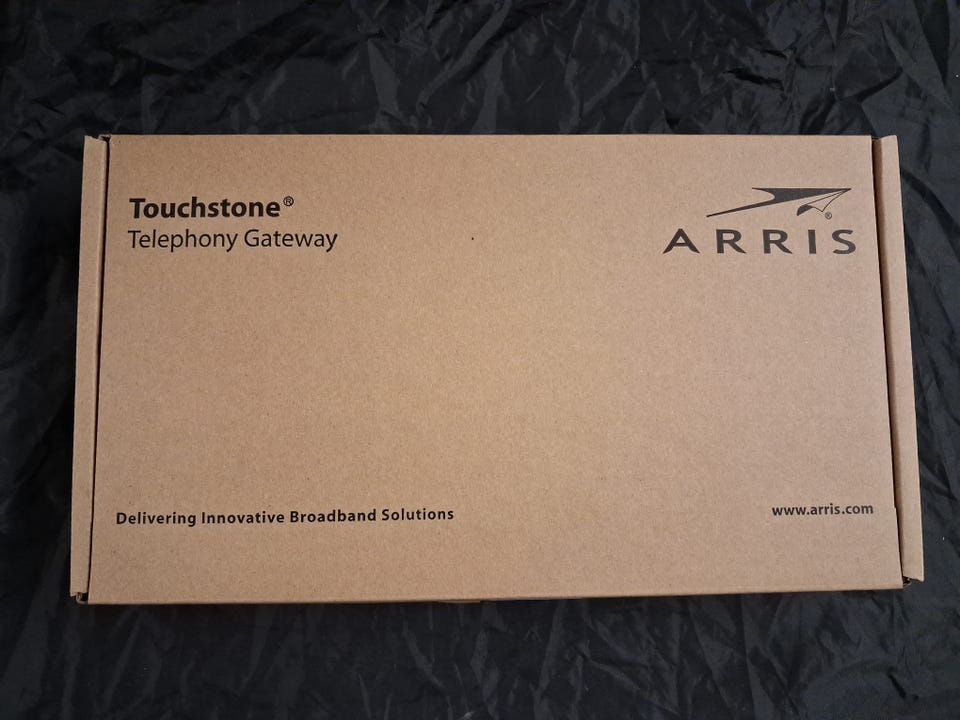 Touchstone®
Telephony Gateway
®
ARRIS
Delivering Innovative Broadband Solutions
www.arris.com